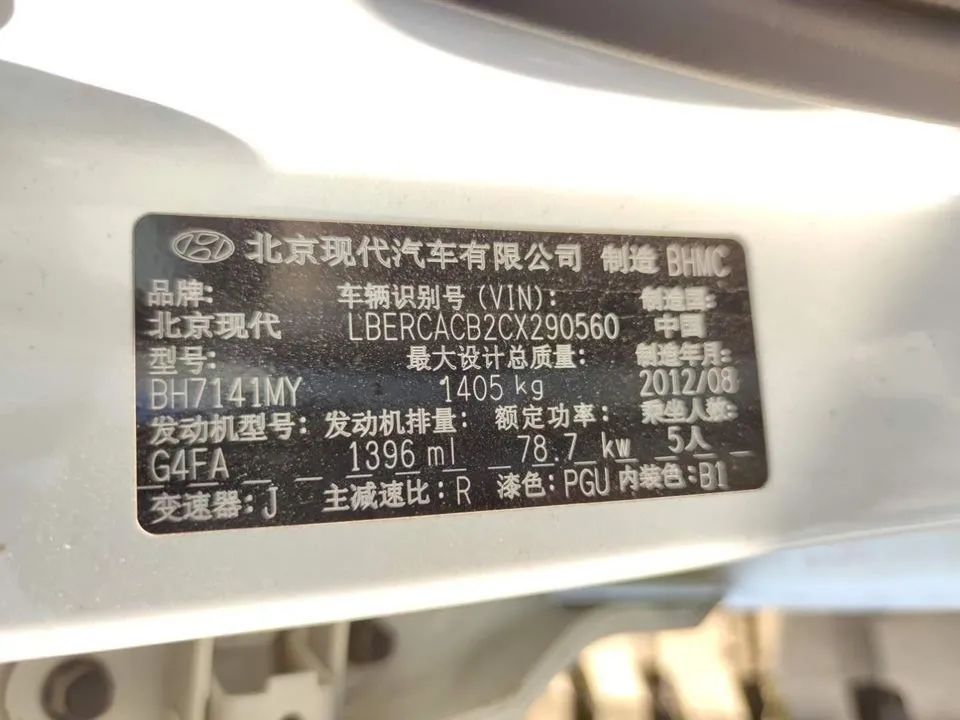 北京现代汽车有限公司 制造 BHMC
品牌: 车辆识别号(VIN): 制造国:
北京现代 LBERCACB2CX290560 中国
型号: 最大设计总质量: 制造年月:
BH7141MY 1405 kg 2012/08
发动机型号: 发动机排量: 额定功率: 乘坐人数:
G4FA 1396 ml 78.7 kw 5人
变速器:J 主减速比:R 漆色:PGU 内装色:B1